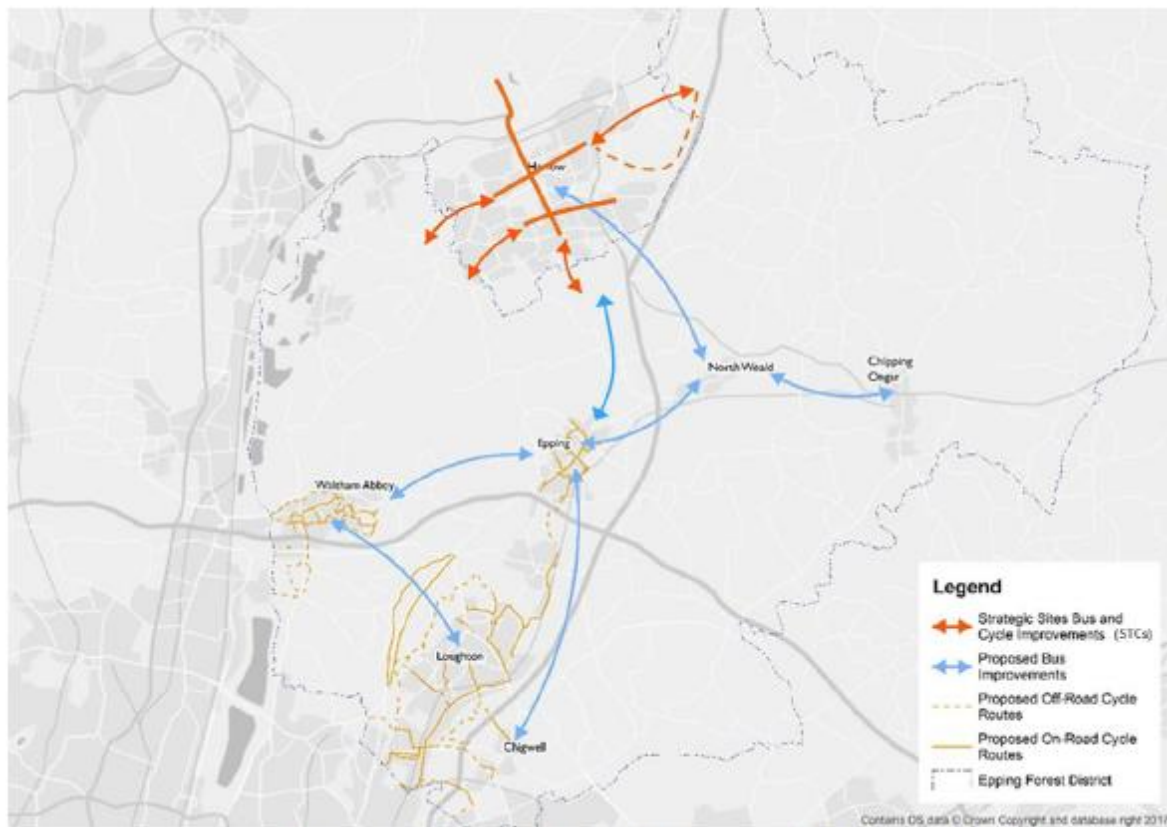 Harlow
North Weald
Chipping
Ongar
Epping
Waltham Abbey
Loughton
Chigwell
Legend
Strategic Sites Bus and
Cycle Improvements (STCs)
Proposed Bus
Improvements
Proposed Off-Road Cycle
Routes
Proposed On-Road Cycle
Routes
Epping Forest District
Contains OS data © Crown Copyright and database right